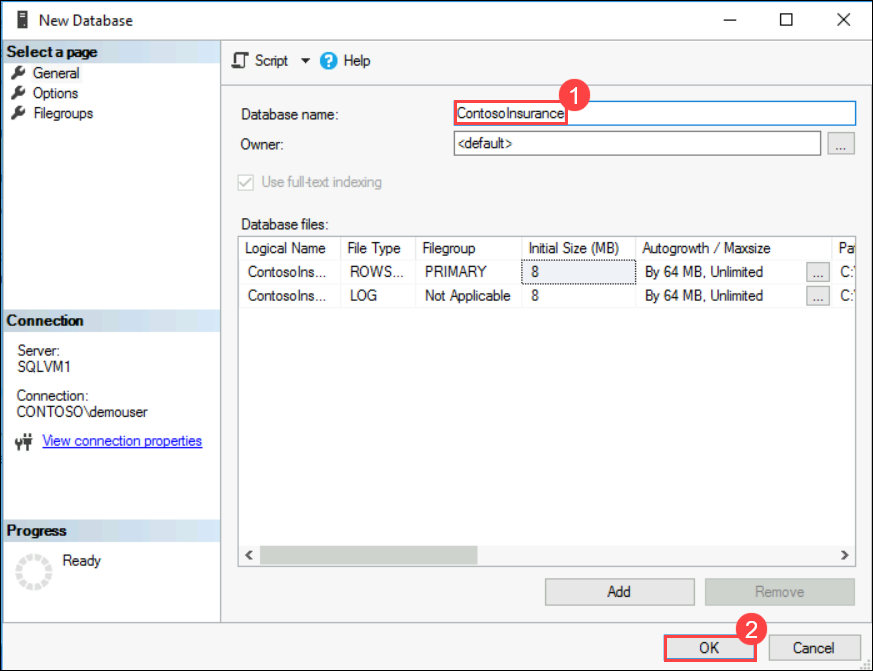 New Database
Select a page
General
Options
Filegroups
Script
Help
Database name:
ContosoInsurance
1
Owner:
<default>
...
Use full-text indexing
Database files:
Logical Name File Type Filegroup Initial Size (MB) Autogrowth / Maxsize Pa
ContosoIns... ROWS... PRIMARY 8 By 64 MB, Unlimited ... C:\
ContosoIns... LOG Not Applicable 8 By 64 MB, Unlimited ... C:\
Connection
Server:
SQLVM1
Connection:
CONTOSO\demouser
View connection properties
Progress
Ready
Add
Remove
2
OK
Cancel